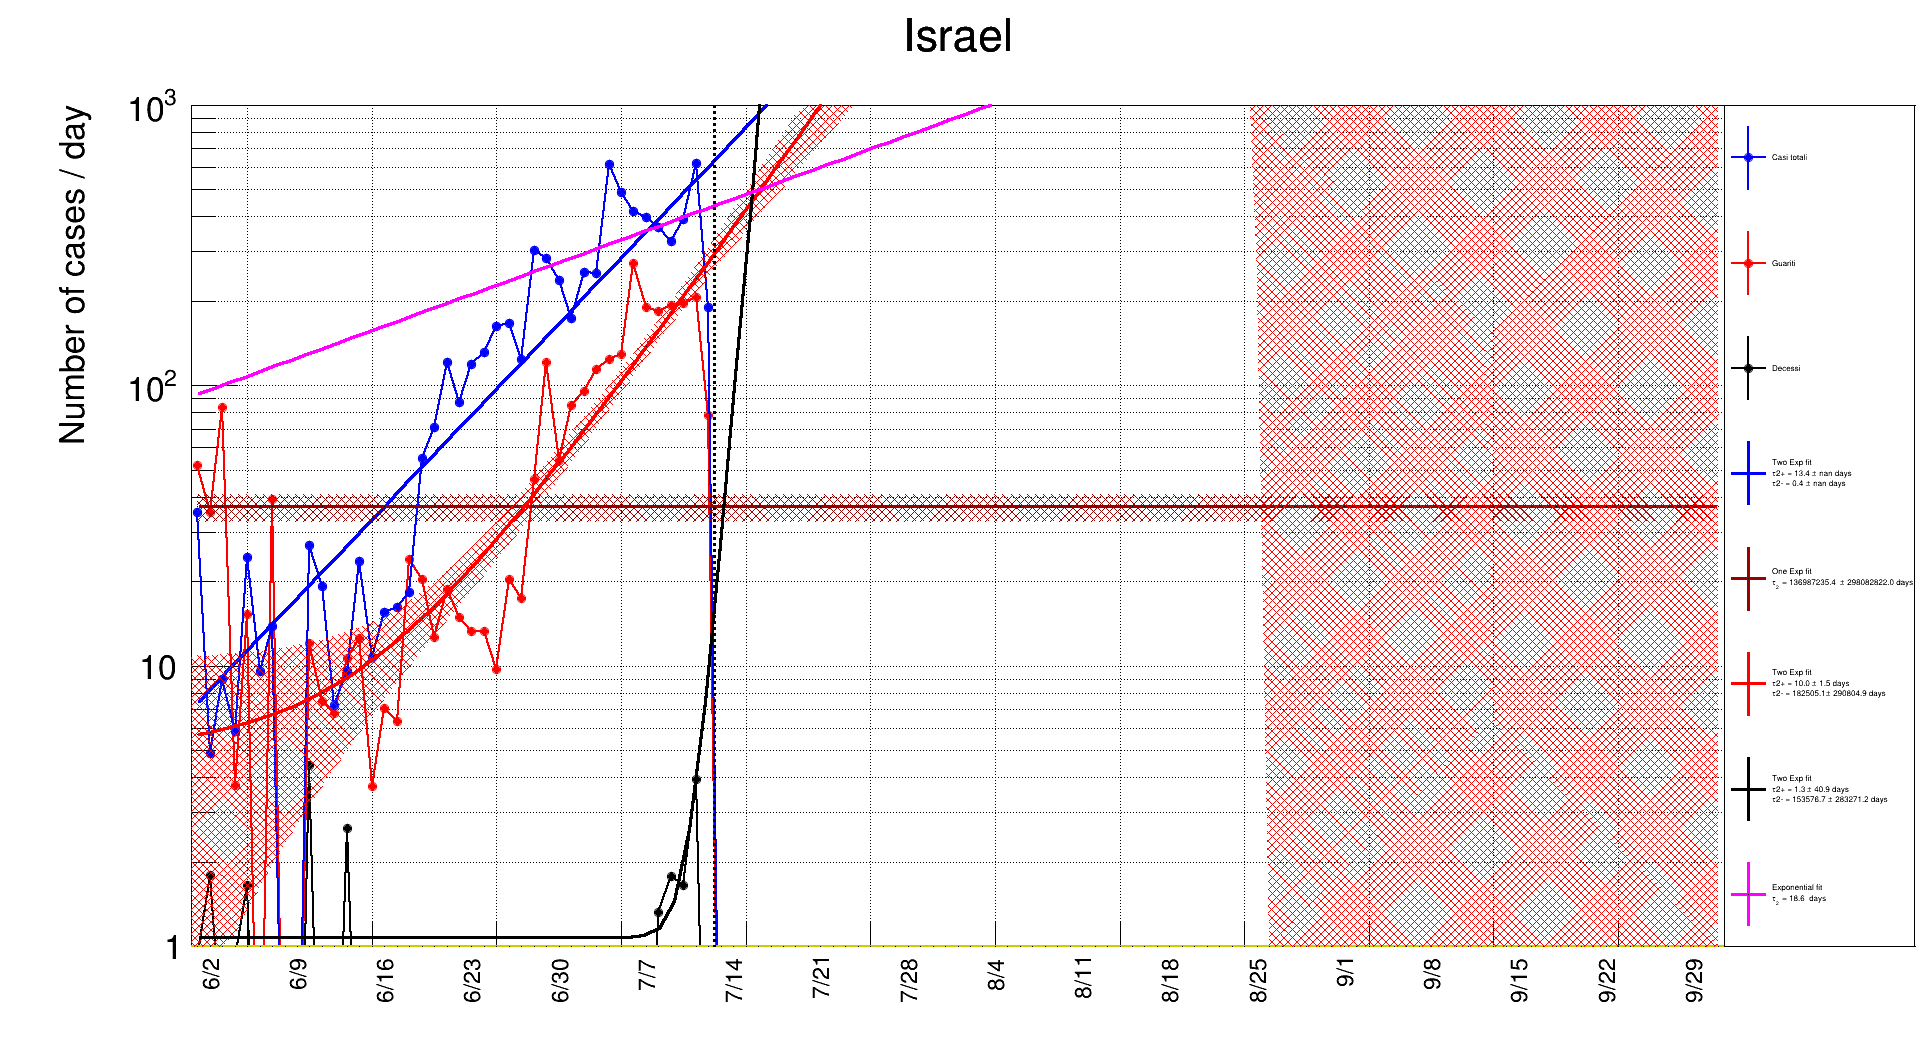 Israel
Number of cases / day
10³
10²
10
1
6/2
6/9
6/16
6/23
6/30
7/7
7/14
7/21
7/28
8/4
8/11
8/18
8/25
9/1
9/8
9/15
9/22
9/29
Casi totali
Guariti
Decessi
Two Exp fit
τ2+ = 13.4 ± nan days
τ2- = 0.4 ± nan days
One Exp fit
τ₂ = 136987235.4 ± 298082822.0 days
Two Exp fit
τ2+ = 10.0 ± 1.5 days
τ2- = 182505.1± 290804.9 days
Two Exp fit
τ2+ = 1.3 ± 40.9 days
τ2- = 153576.7 ± 283271.2 days
Exponential fit
τ₂ = 18.6 days